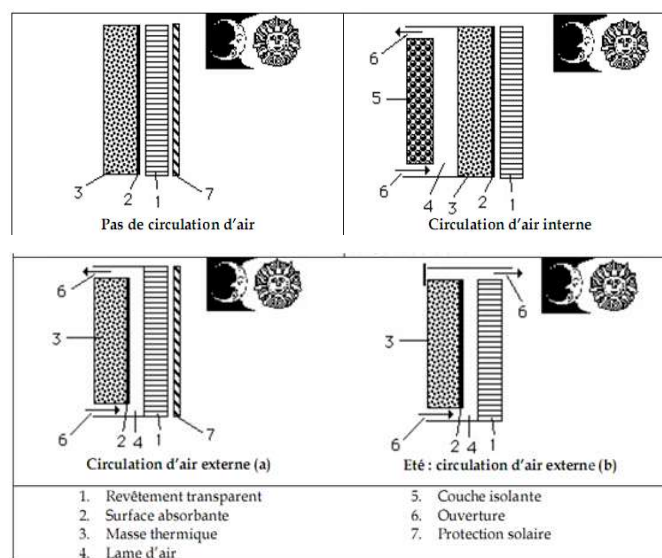 3 2 1 7
Pas de circulation d'air
6
5
6
4 3 2 1
Circulation d'air interne
6
3
6
2 4 1 7
Circulation d'air externe (a)
6
3
6
2 4 1
Eté : circulation d'air externe (b)
1. Revêtement transparent
2. Surface absorbante
3. Masse thermique
4. Lame d'air
5. Couche isolante
6. Ouverture
7. Protection solaire